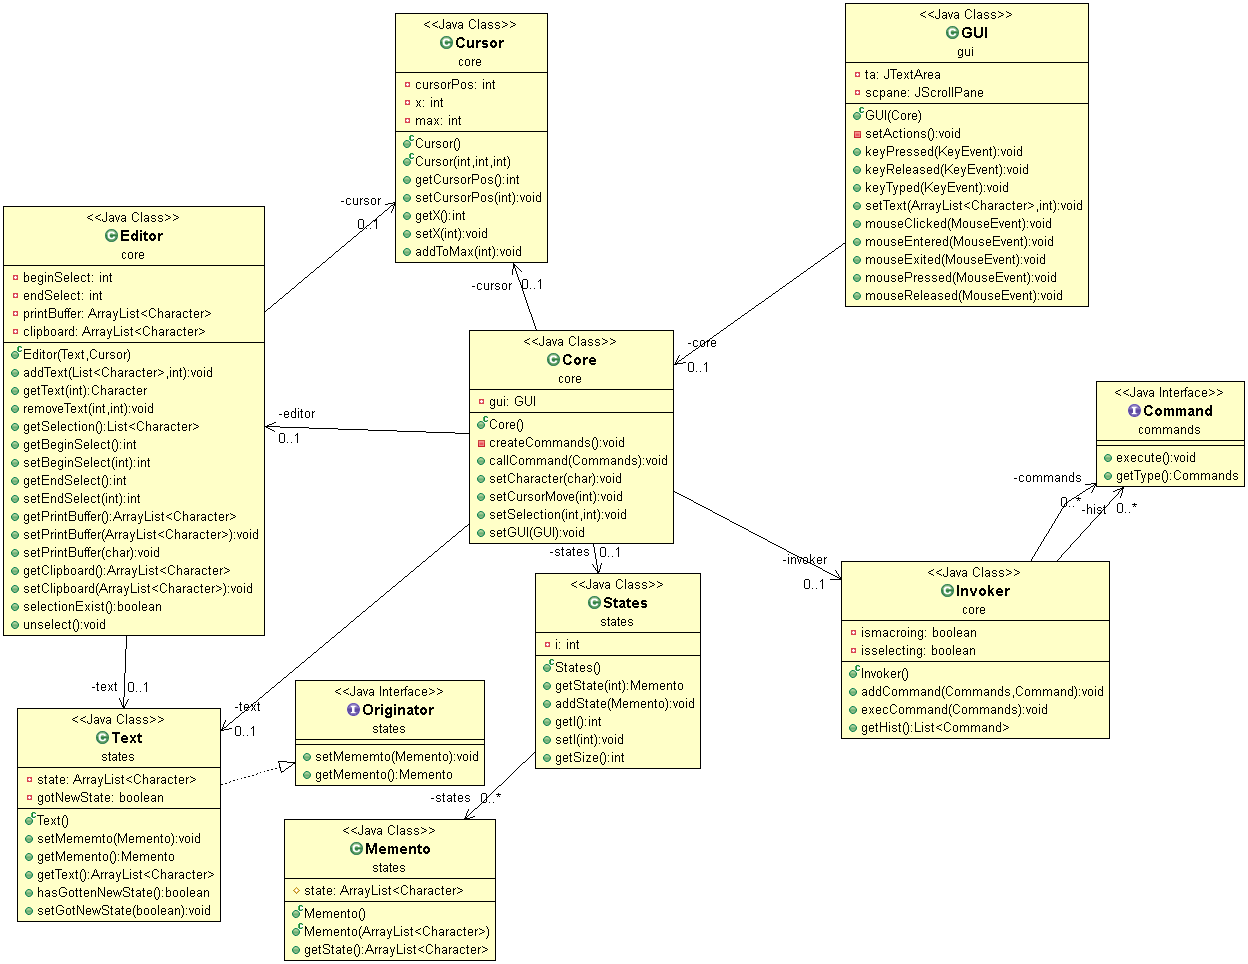 <<Java Class>>
Cursor
core
cursorPos: int
x: int
max: int
Cursor()
Cursor(int,int,int)
getCursorPos():int
setCursorPos(int):void
getX():int
setX(int):void
addToMax(int):void
<<Java Class>>
GUI
gui
ta: JTextArea
scpane: JScrollPane
GUI(Core)
setActions():void
keyPressed(KeyEvent):void
keyReleased(KeyEvent):void
keyTyped(KeyEvent):void
setText(ArrayList<Character>,int):void
mouseClicked(MouseEvent):void
mouseEntered(MouseEvent):void
mouseExited(MouseEvent):void
mousePressed(MouseEvent):void
mouseReleased(MouseEvent):void
<<Java Class>>
Editor
core
beginSelect: int
endSelect: int
printBuffer: ArrayList<Character>
clipboard: ArrayList<Character>
Editor(Text,Cursor)
addText(List<Character>,int):void
getText(int):Character
removeText(int,int):void
getSelection():List<Character>
getBeginSelect():int
setBeginSelect(int):int
getEndSelect():int
setEndSelect(int):int
getPrintBuffer():ArrayList<Character>
setPrintBuffer(ArrayList<Character>):void
setPrintBuffer(char):void
getClipboard():ArrayList<Character>
setClipboard(ArrayList<Character>):void
selectionExist():boolean
unselect():void
-cursor
0..1
-cursor
0..1
<<Java Class>>
Core
core
gui: GUI
Core()
createCommands():void
callCommand(Commands):void
setCharacter(char):void
setCursorMove(int):void
setSelection(int,int):void
setGUI(GUI):void
-core
0..1
-editor
0..1
<<Java Interface>>
Command
commands
execute():void
getType():Commands
-commands
0..*
-hist
0..*
-states
0..1
-invoker
0..1
<<Java Class>>
Invoker
core
ismacroing: boolean
isselecting: boolean
Invoker()
addCommand(Commands,Command):void
execCommand(Commands):void
getHist():List<Command>
<<Java Class>>
States
states
i: int
States()
getState(int):Memento
addState(Memento):void
getI():int
setI(int):void
getSize():int
-text
0..1
-text
0..1
<<Java Interface>>
Originator
states
setMememto(Memento):void
getMemento():Memento
<<Java Class>>
Text
states
state: ArrayList<Character>
gotNewState: boolean
Text()
setMememto(Memento):void
getMemento():Memento
getText():ArrayList<Character>
hasGottenNewState():boolean
setGotNewState(boolean):void
-states
0..*
<<Java Class>>
Memento
states
state: ArrayList<Character>
Memento()
Memento(ArrayList<Character>)
getState():ArrayList<Character>